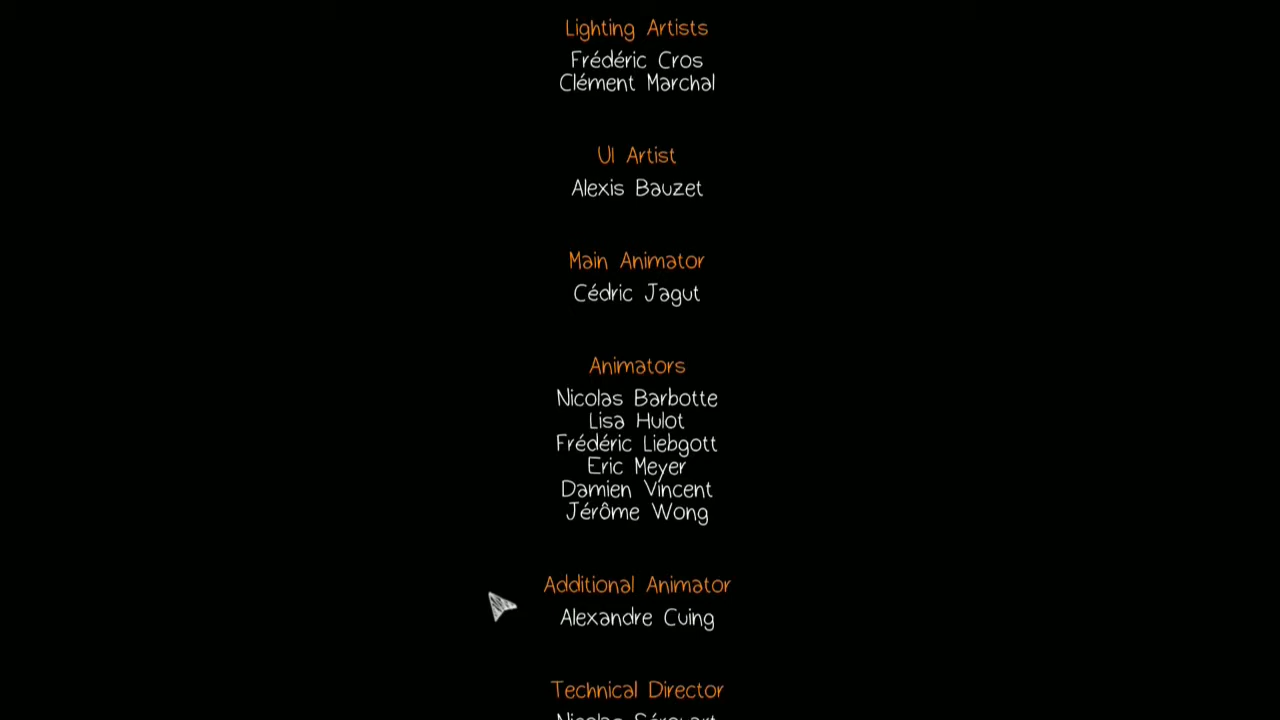 Lighting Artists
Frédéric Cros
Clément Marchal
UI Artist
Alexis Bauzet
Main Animator
Cédric Jagut
Animators
Nicolas Barbotte
Lisa Hulot
Frédéric Liebgott
Eric Meyer
Damien Vincent
Jérôme Wong
Additional Animator
Alexandre Cuing
Technical Director
Nicolas